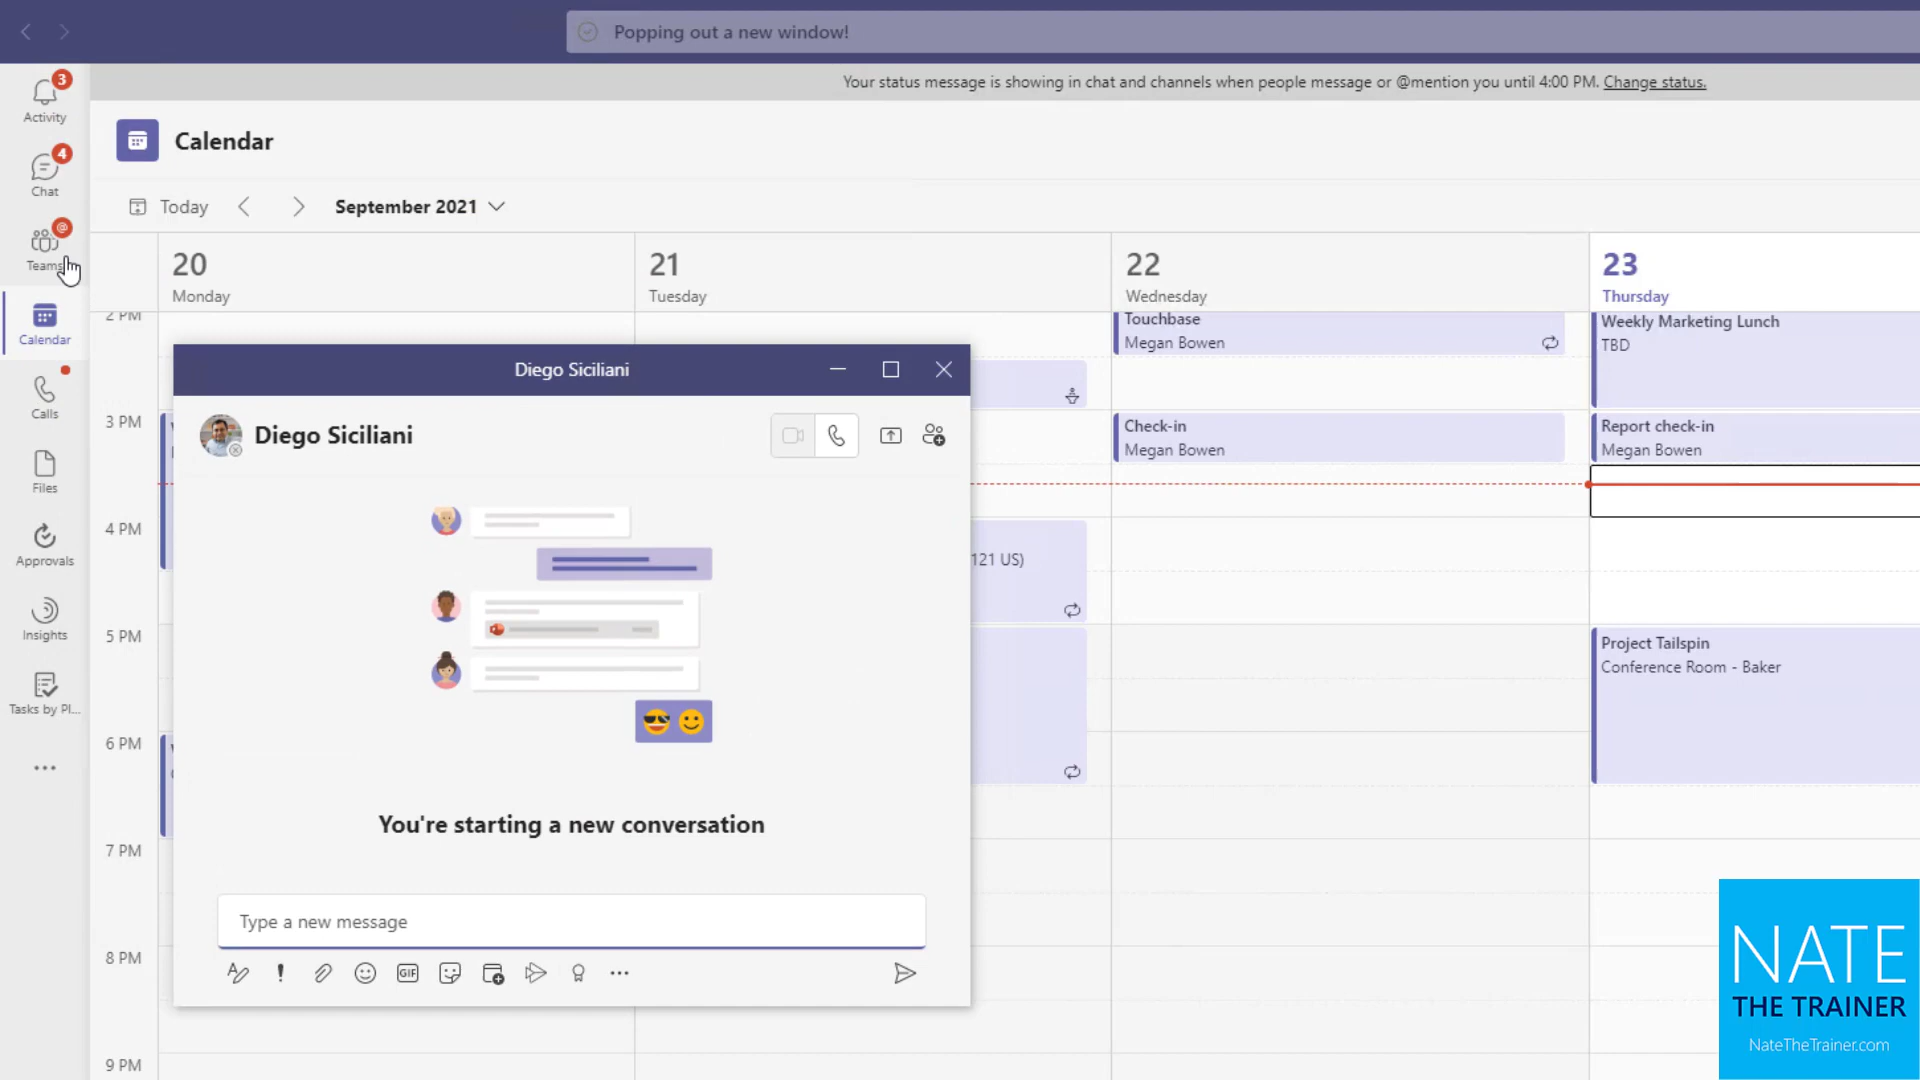 Popping out a new window!
Your status message is showing in chat and channels when people message or @mention you until 4:00 PM. Change status.
3
Activity
4
Chat
@
Teams
Calendar
Calls
Files
Approvals
Insights
Tasks by Pl...
Calendar
Today
September 2021
20
Monday
21
Tuesday
22
Wednesday
23
Thursday
2 PM
3 PM
4 PM
5 PM
6 PM
7 PM
8 PM
9 PM
Touchbase
Megan Bowen
Check-in
Megan Bowen
Weekly Marketing Lunch
TBD
Report check-in
Megan Bowen
121 US)
Project Tailspin
Conference Room - Baker
Diego Siciliani
Diego Siciliani
You're starting a new conversation
Type a new message
GIF
NATE
THE TRAINER
NateTheTrainer.com